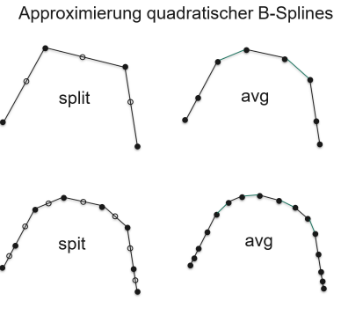 Approximierung quadratischer B-Splines
split
avg
spit
avg